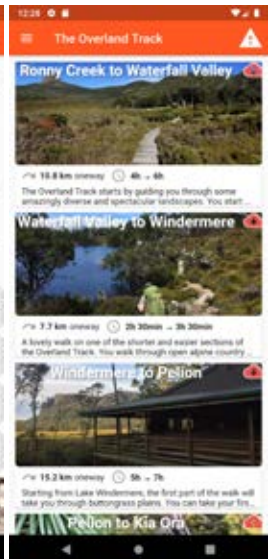 12:26
The Overland Track
Ronny Creek to Waterfall Valley
10.8 km oneway 4h - 6h
The Overland Track starts by guiding you through some
amazingly diverse and spectacular landscapes. You start ...
Waterfall Valley to Windermere
7.7 km oneway 2h 30min - 3h 30min
A lovely walk on one of the shorter and easier sections of
the Overland Track. You walk through open alpine country ...
Windermere to Pelion
15.2 km oneway 5h - 7h
Starting from Lake Windermere, the first part of the walk will
take you through buttongrass plains. You can take your firs...
Pelion to Kia Ora